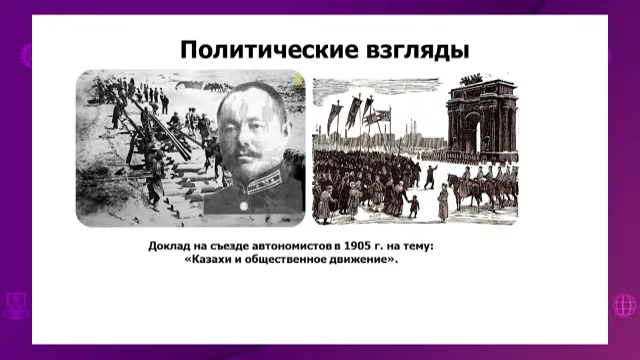 Политические взгляды
Доклад на съезде автономистов в 1905 г. на тему:
«Казахи и общественное движение».